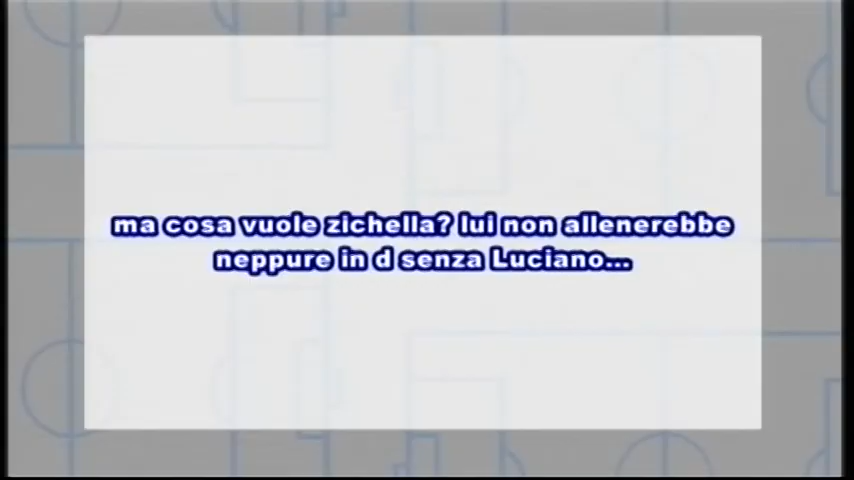 ma cosa vuole zichella? lui non allenerebbe
neppure in d senza Luciano...